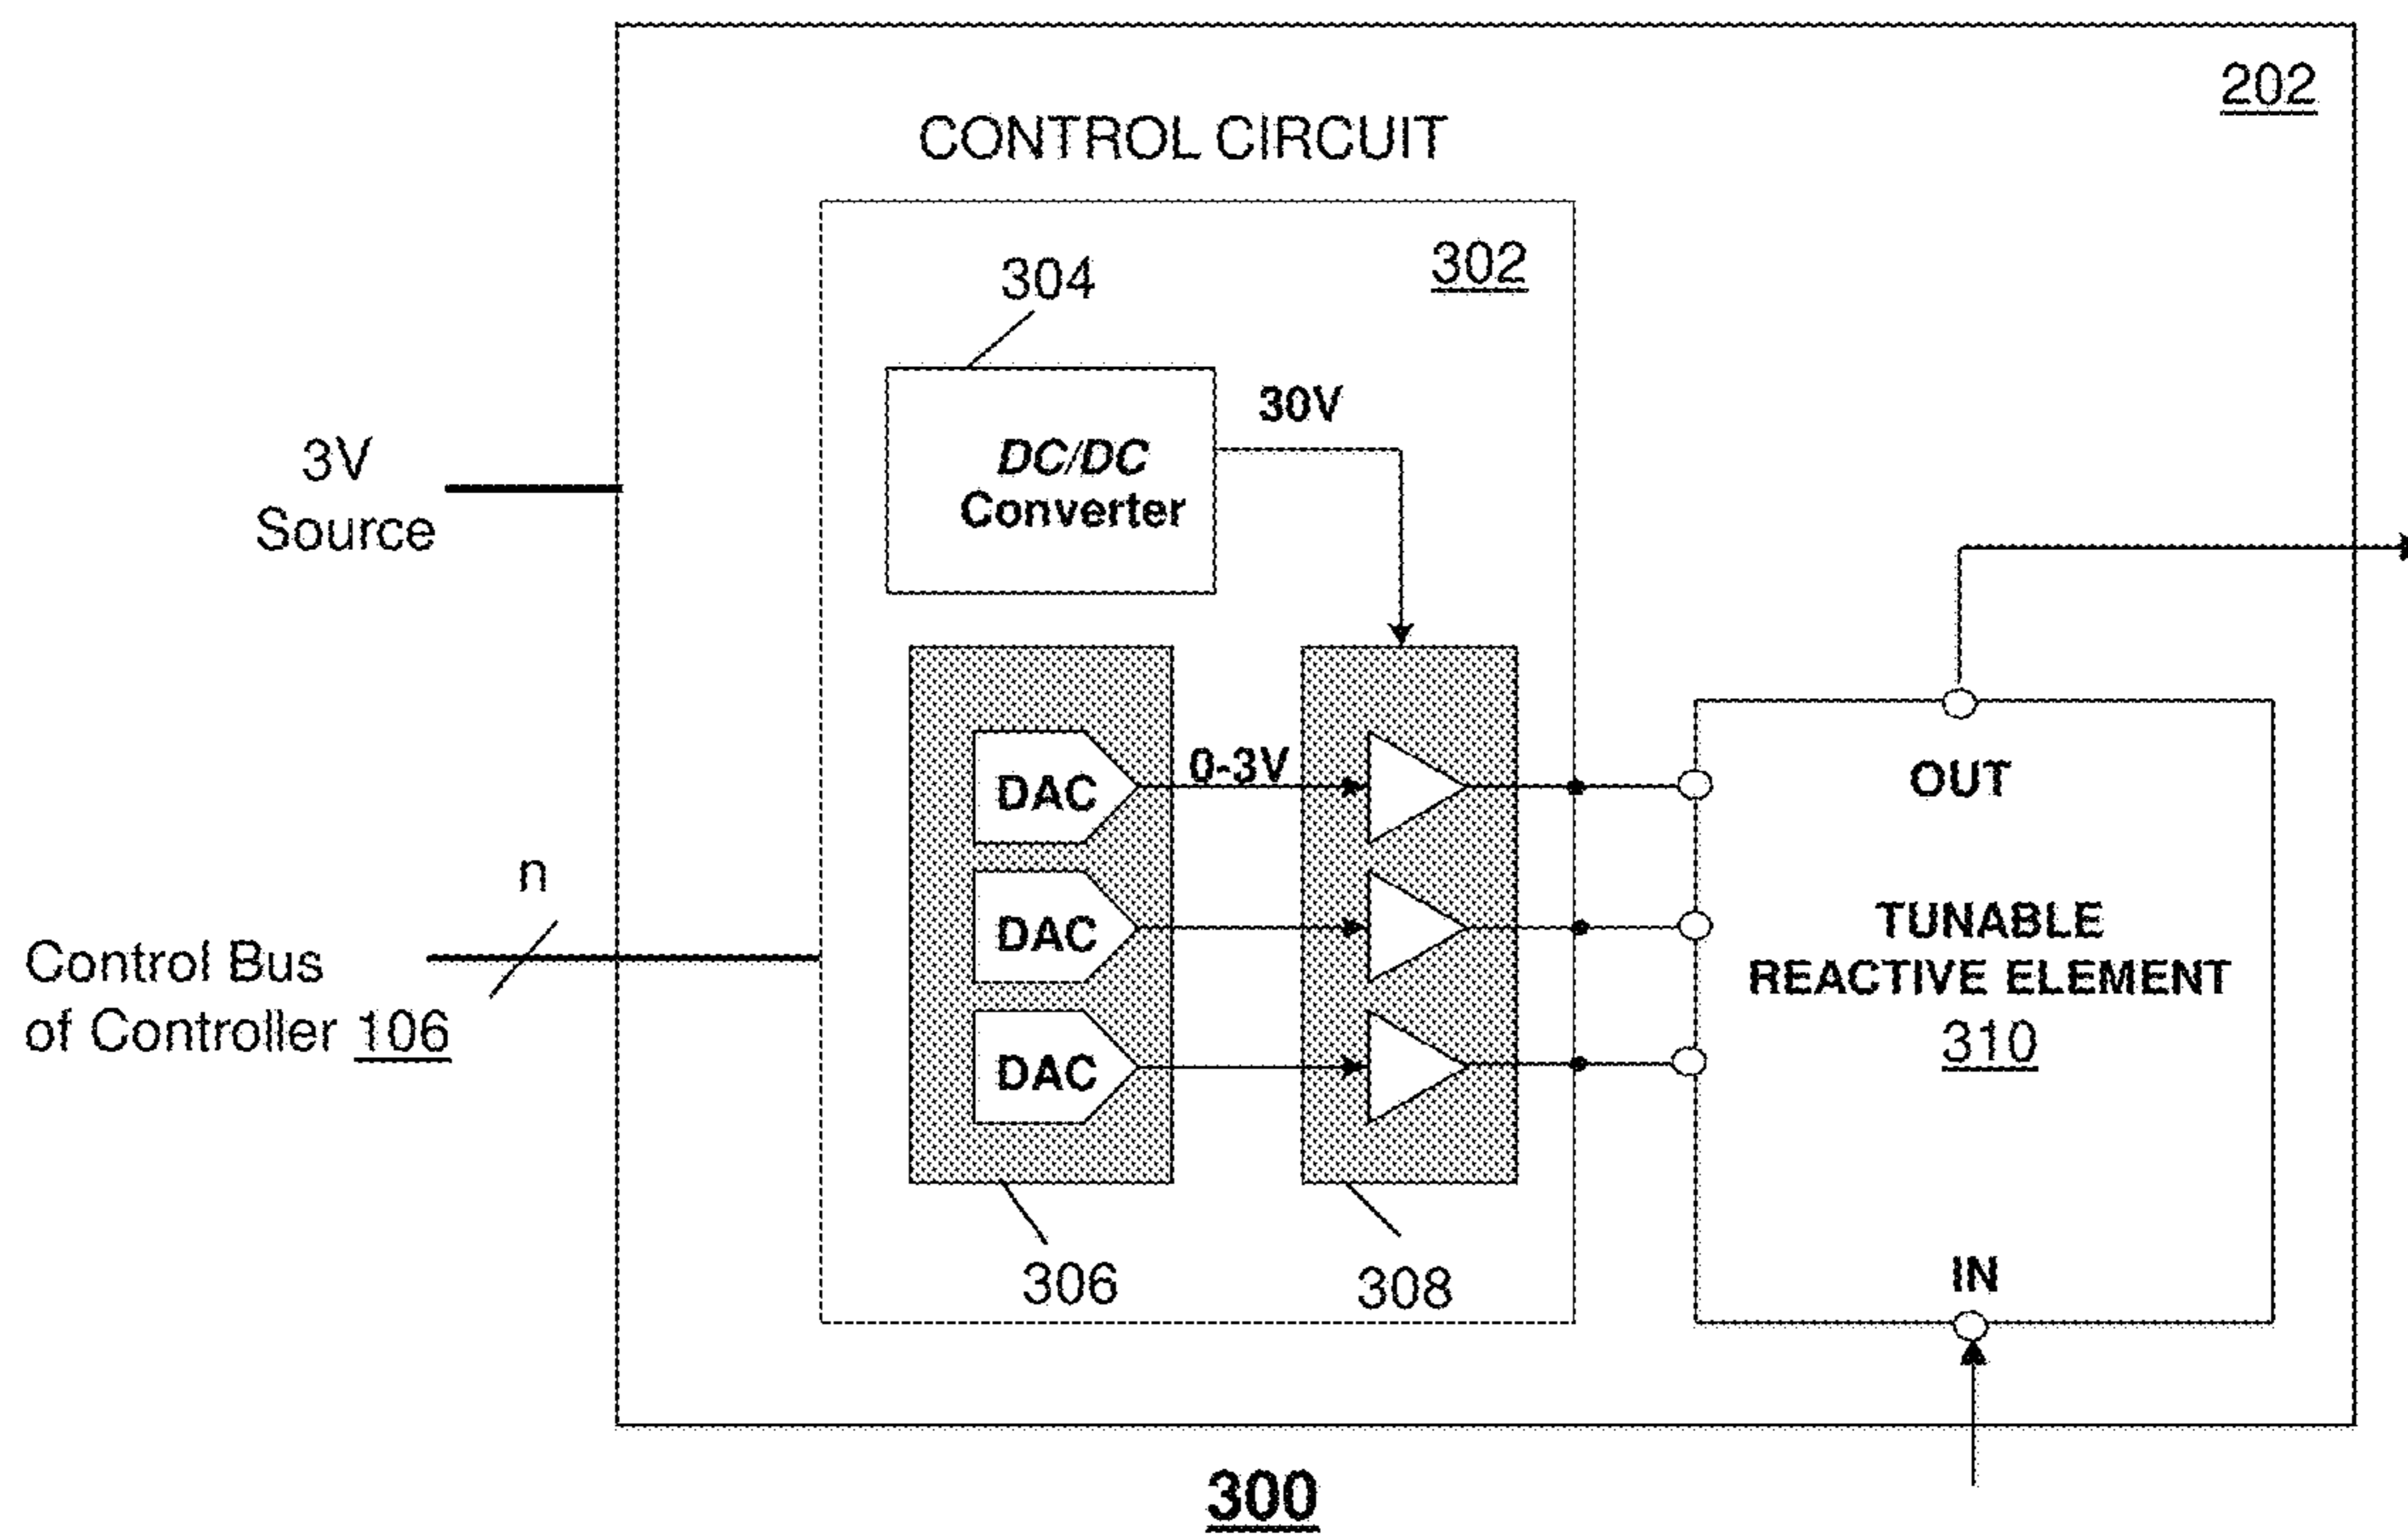 202
CONTROL CIRCUIT
302
304
30V
DC/DC
Converter
3V
Source
0-3V
DAC
DAC
DAC
OUT
TUNABLE
REACTIVE ELEMENT
310
IN
n
Control Bus
of Controller 106
306
308
300